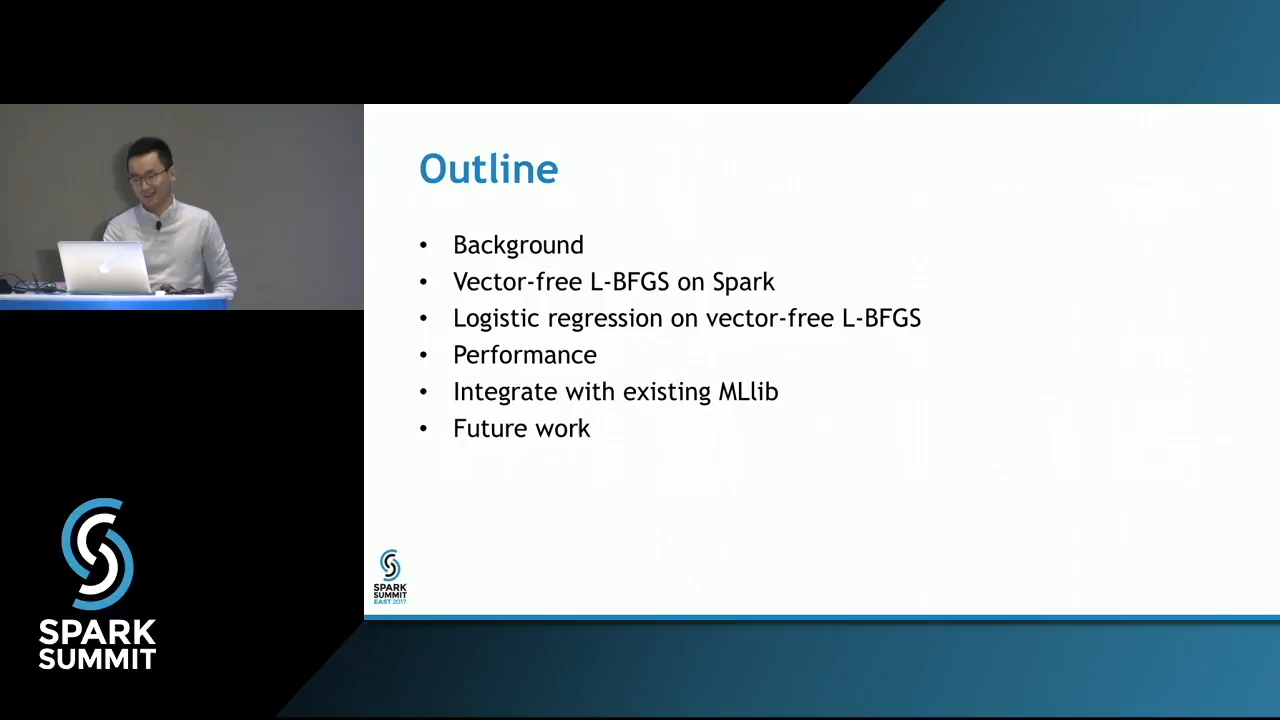 Outline
• Background
• Vector-free L-BFGS on Spark
• Logistic regression on vector-free L-BFGS
• Performance
• Integrate with existing MLlib
• Future work
SPARK
SUMMIT
EAST 2017
SPARK
SUMMIT